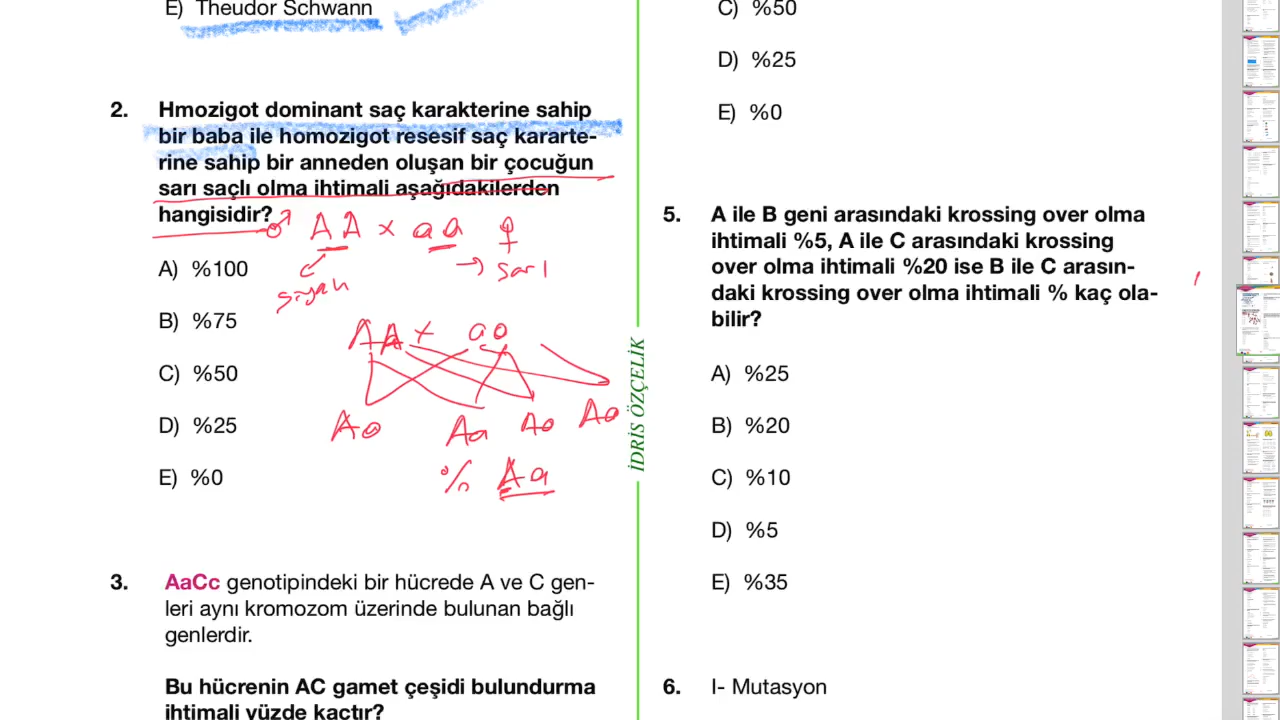 E) Theudor Schwann
2. Hmozigot dominant saç karakterine sahip
bir baba ile homozigot resesif saç kararte-
rine sahip bir anneden oluşan bir çocuğun
sarı saçlı olma ihtimali aşağıdakilerden
hangisidir?
♂ AA x aa ♀
siyah
→ sarı
A) %100
B) %75
C) %50
D) %25
E) %0
AA x aa
Aa Aa Aa Aa
% Aa
3. AaCc genotipindeki bir hücrede A ve C gen-
leri aynı kromozom üzerinde bulunan bağlı
genlerdir.
Bu hücrenin AC gamet çeşidi bulundurma
ihtimali yüzde kaçtır?
İDRİS ÖZÇELİK
C) %50
D) %25
E) %0
5. A ile B geni arasındaki krossing over olma
ihtimali %5, A ile C arasındaki krossing
over olma ihtimali %20 ise B ile C arasın-
daki krossing over olma ihtimali % kaç ola-
bilir?
A) %25
B) %20
C) %10
D) %5
E) %35
6. I- Mutasyon